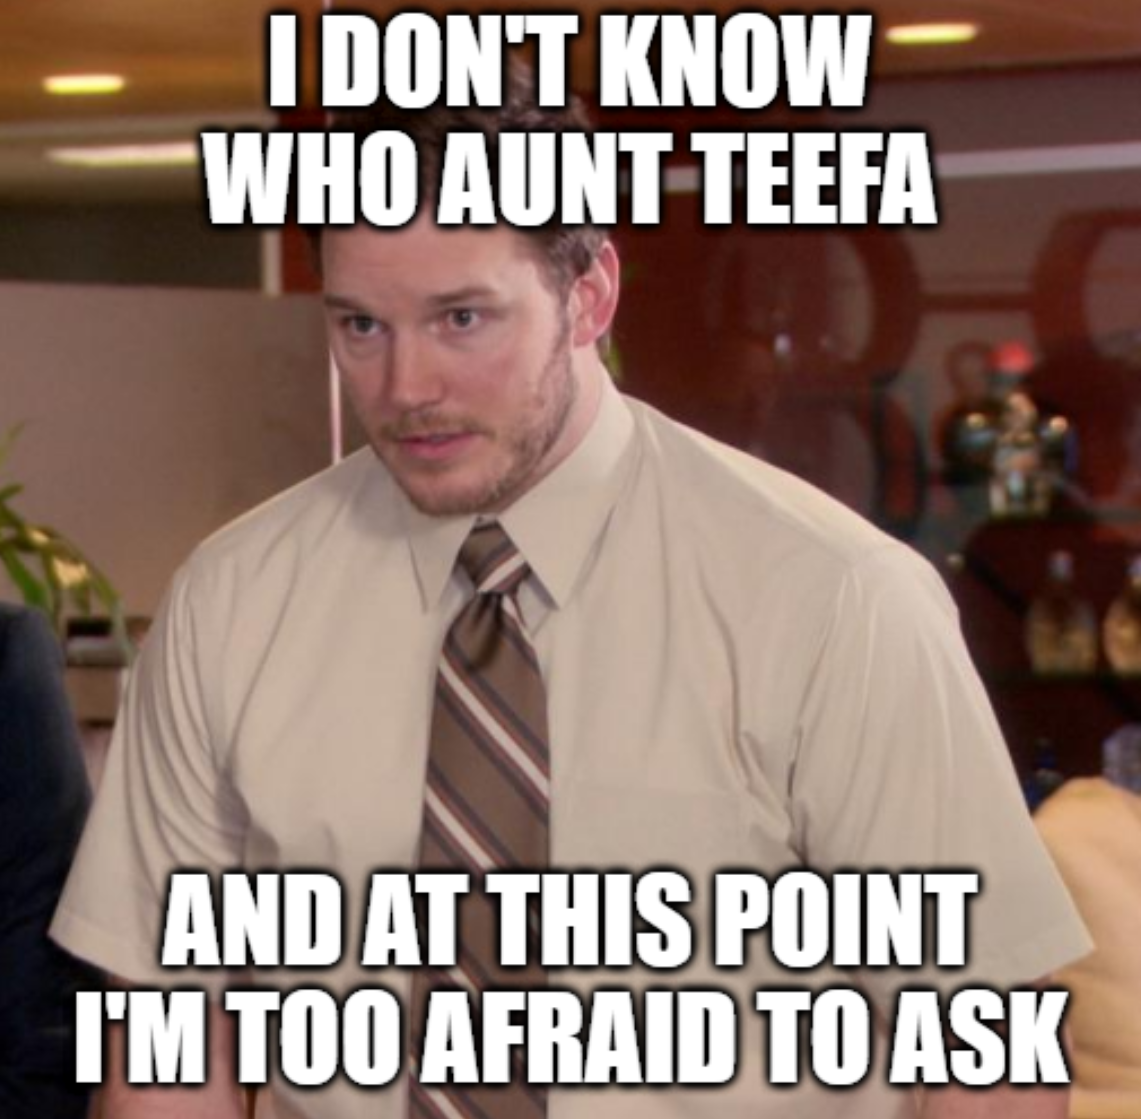 I DON'T KNOW
WHO AUNT TEEFA
AND AT THIS POINT
I'M TOO AFRAID TO ASK